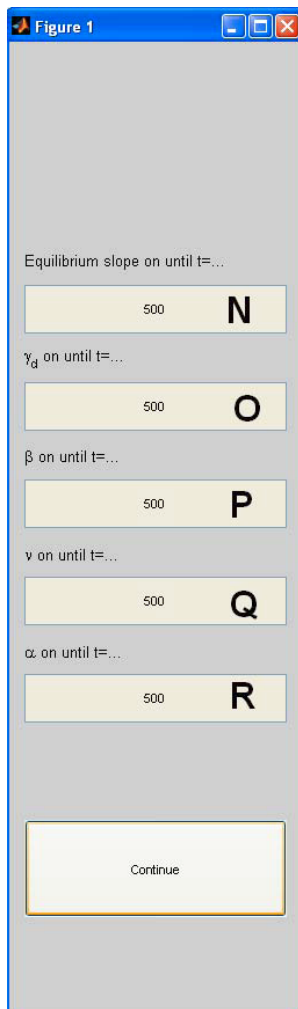 Figure 1
Equilibrium slope on until t=...
500 N
γd on until t=...
500 O
β on until t=...
500 P
ν on until t=...
500 Q
α on until t=...
500 R
Continue